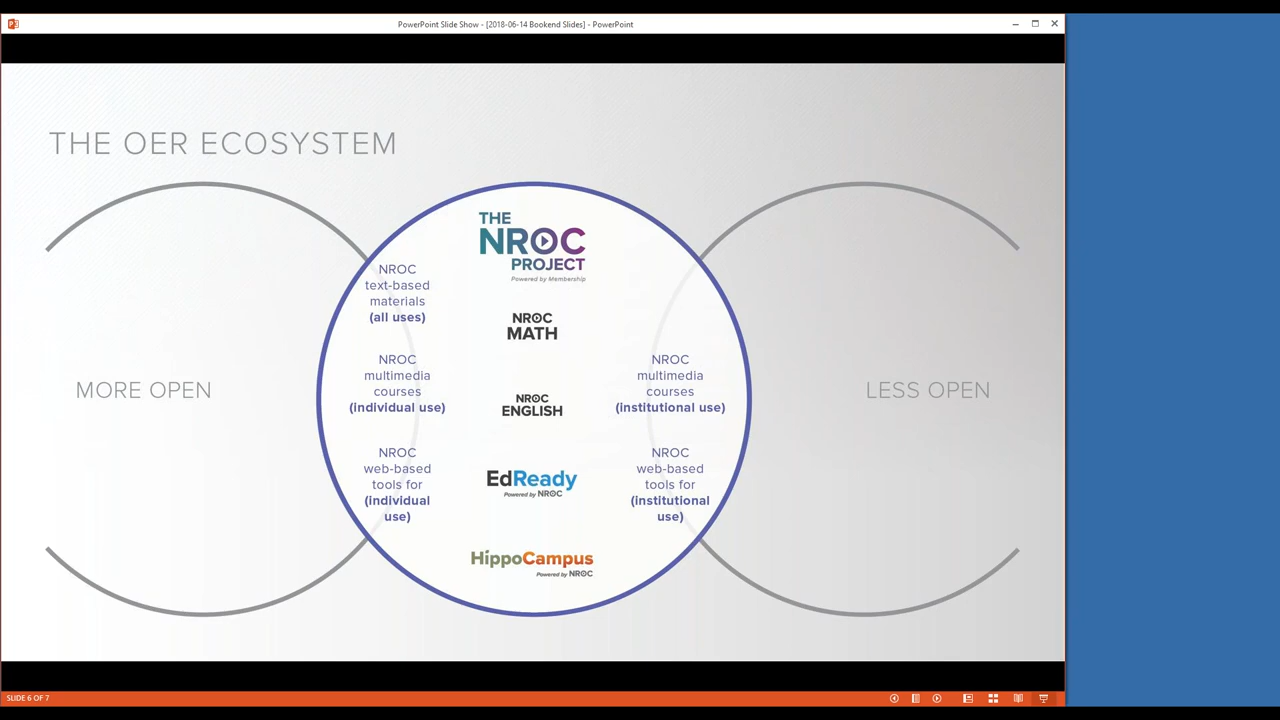 PowerPoint Slide Show - [2018-06-14 Bookend Slides] - PowerPoint
THE OER ECOSYSTEM
THE
NROC
PROJECT
Powered by Membership
NROC
text-based
materials
(all uses)
NROC
MATH
NROC
multimedia
courses
(individual use)
NROC
multimedia
courses
(institutional use)
MORE OPEN
LESS OPEN
NROC
ENGLISH
NROC
web-based
tools for
(individual
use)
NROC
web-based
tools for
(institutional
use)
EdReady
Powered by NROC
HippoCampus
Powered by NROC
SLIDE 6 OF 7